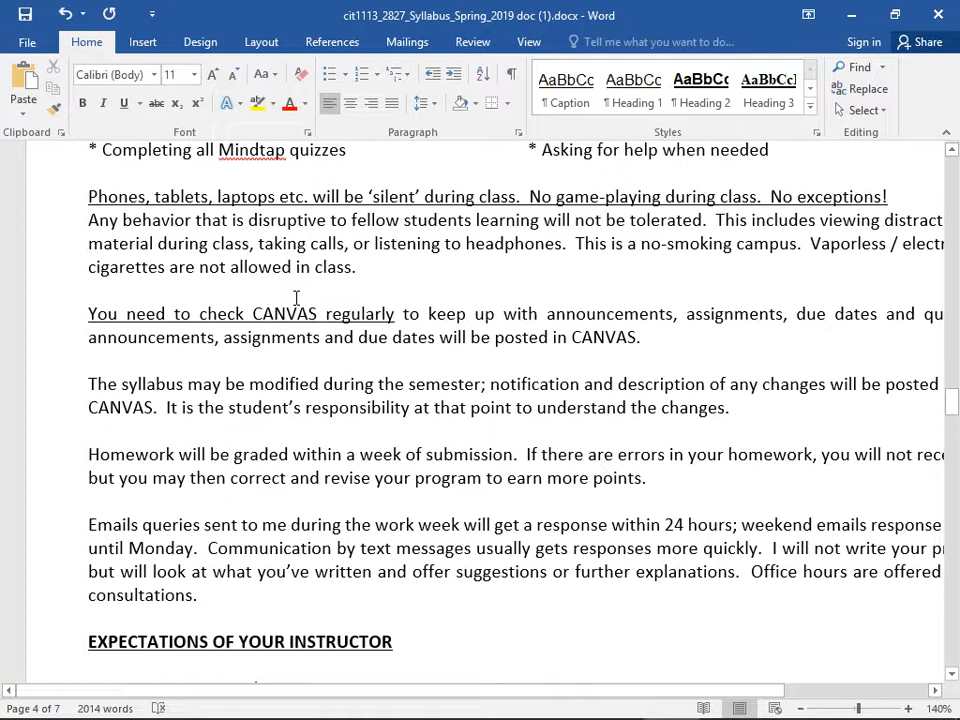 cit1113_2827_Syllabus_Spring_2019 doc (1).docx - Word
File Home Insert Design Layout References Mailings Review View Tell me what you want to do... Sign in Share
Paste
Calibri (Body) 11 Aa
B I U abc x₂ x² A A
AaBbCc AaBbCc AaBbCc AaBbCcI
¶ Caption ¶ Heading 1 ¶ Heading 2 Heading 3
Find
Replace
Select
Clipboard Font Paragraph Styles Editing
* Completing all Mindtap quizzes * Asking for help when needed
Phones, tablets, laptops etc. will be ‘silent’ during class. No game-playing during class. No exceptions!
Any behavior that is disruptive to fellow students learning will not be tolerated. This includes viewing distract
material during class, taking calls, or listening to headphones. This is a no-smoking campus. Vaporless / electr
cigarettes are not allowed in class.
You need to check CANVAS regularly to keep up with announcements, assignments, due dates and qu
announcements, assignments and due dates will be posted in CANVAS.
The syllabus may be modified during the semester; notification and description of any changes will be posted
CANVAS. It is the student’s responsibility at that point to understand the changes.
Homework will be graded within a week of submission. If there are errors in your homework, you will not rece
but you may then correct and revise your program to earn more points.
Emails queries sent to me during the work week will get a response within 24 hours; weekend emails response
until Monday. Communication by text messages usually gets responses more quickly. I will not write your pr
but will look at what you’ve written and offer suggestions or further explanations. Office hours are offered
consultations.
EXPECTATIONS OF YOUR INSTRUCTOR
Page 4 of 7 2014 words 140%